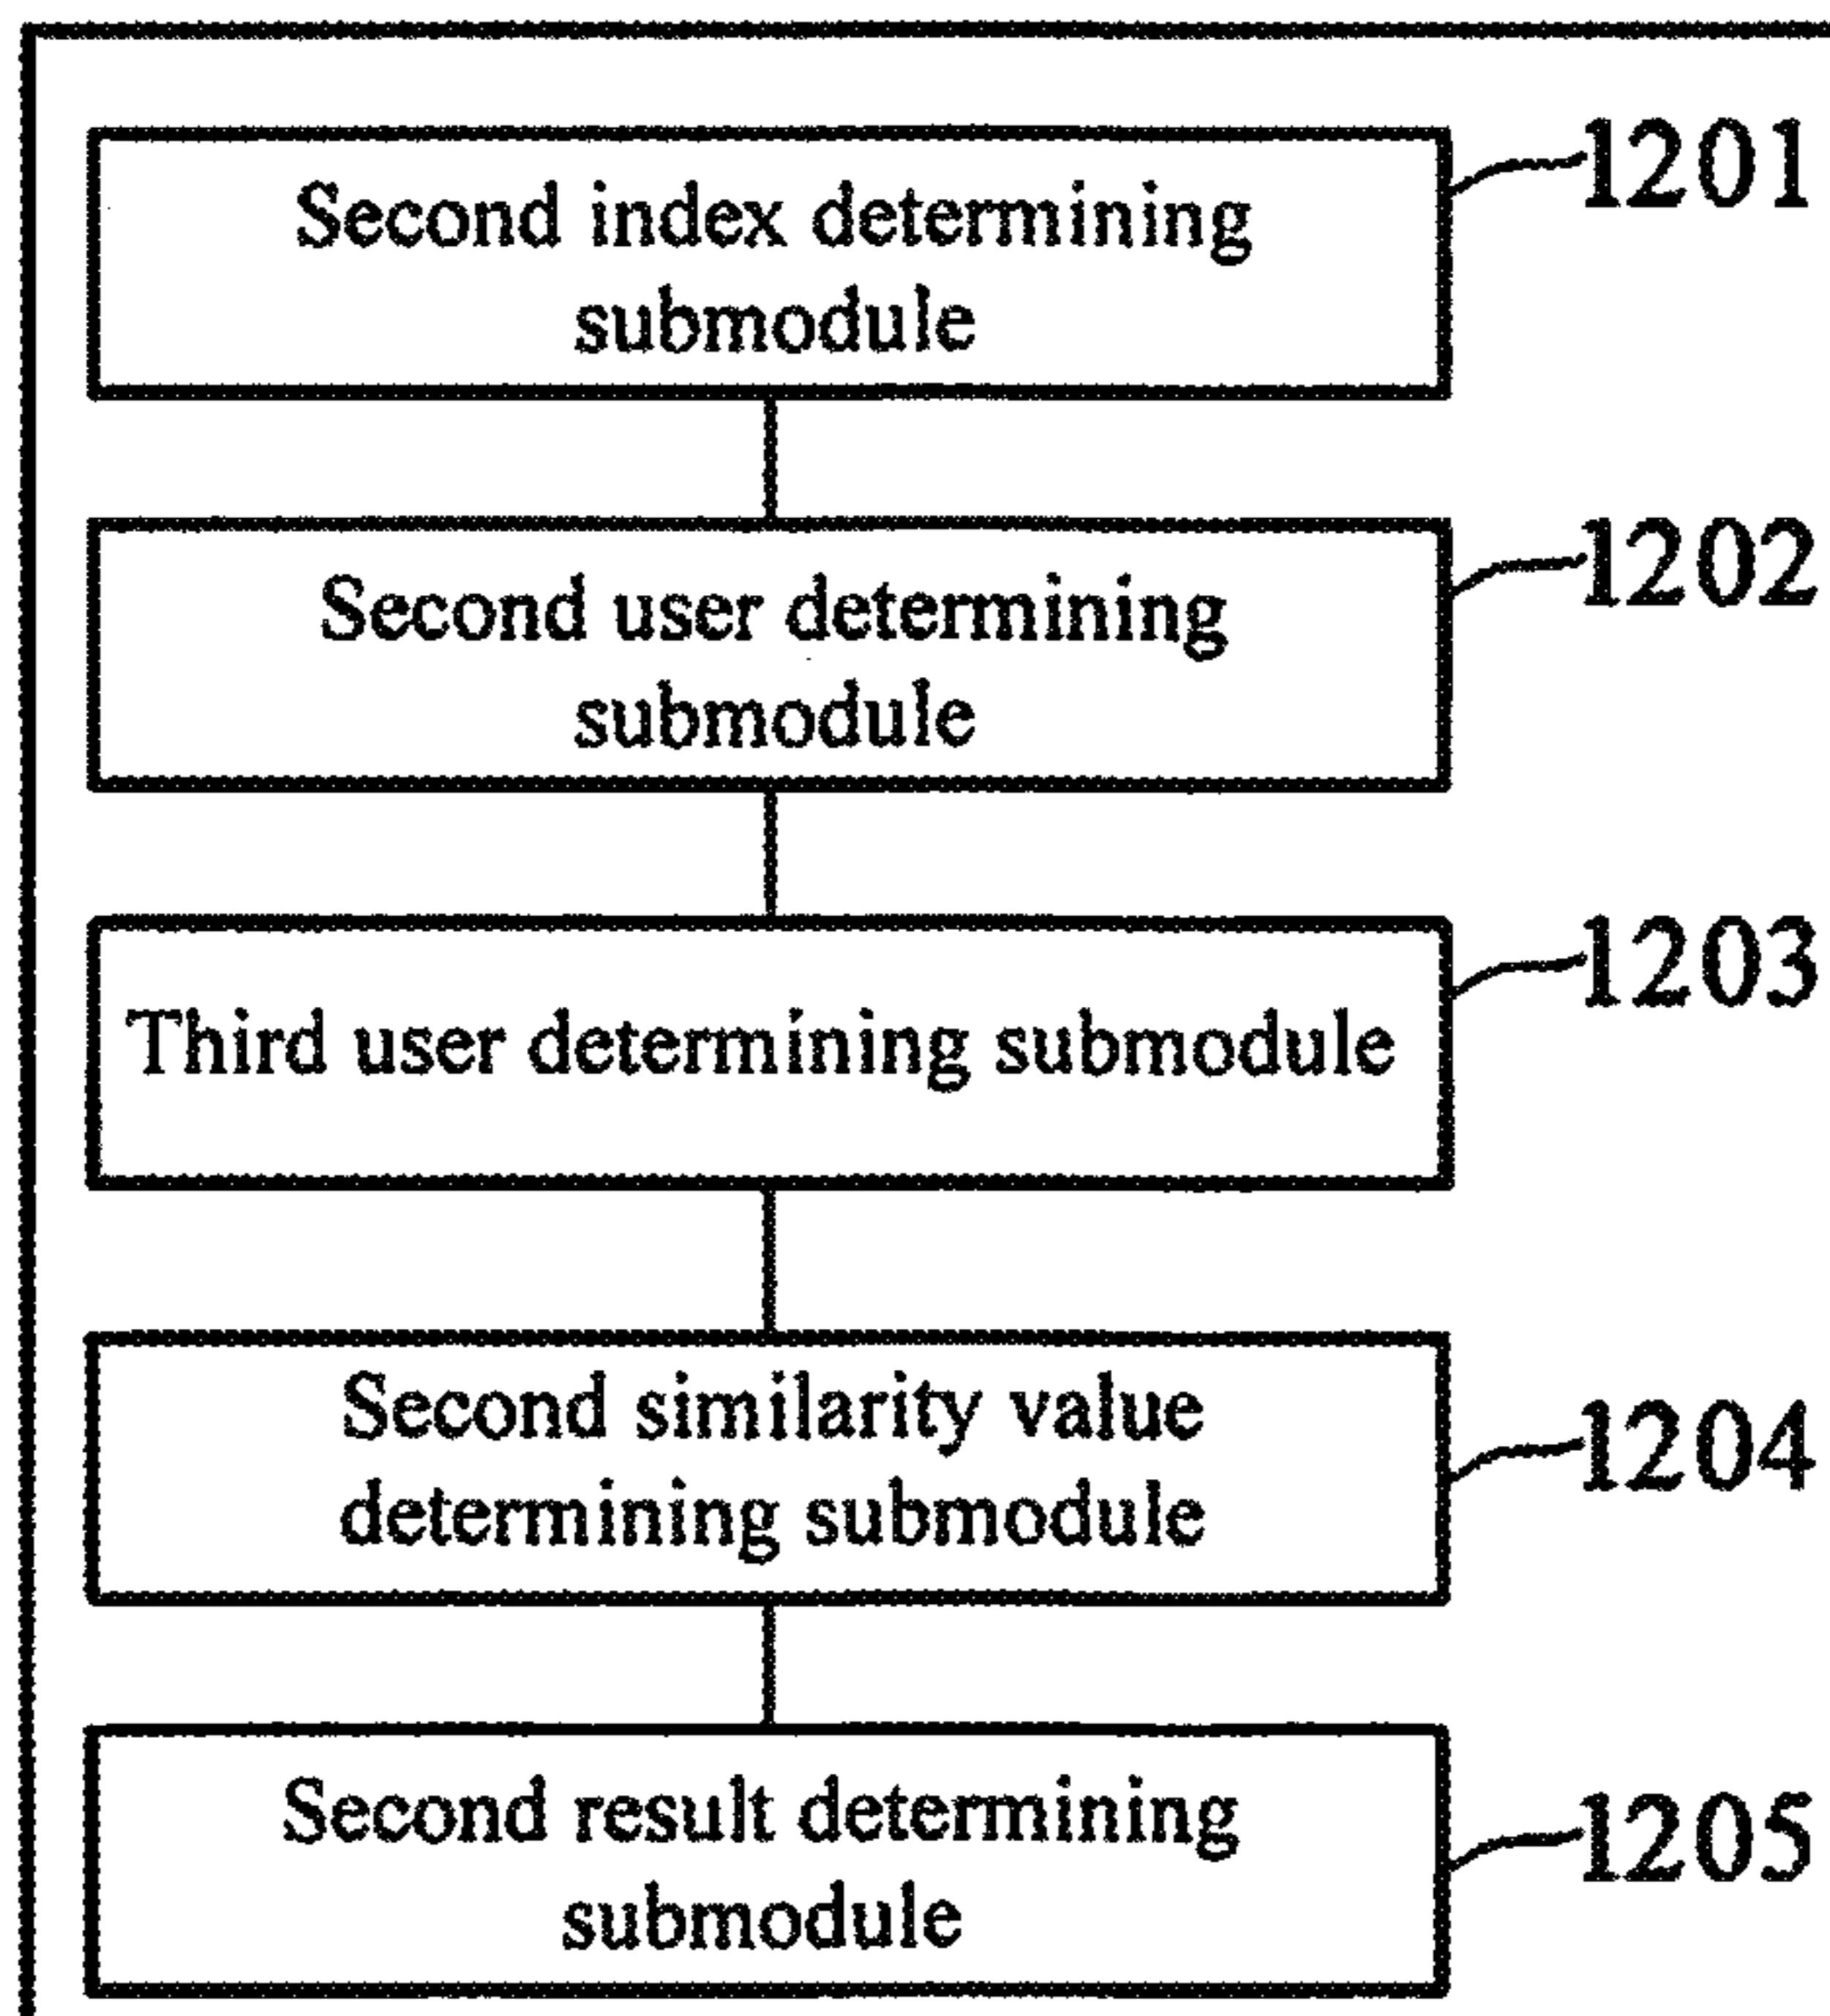 Second index determining
submodule
1201
Second user determining
submodule
1202
Third user determining submodule
1203
Second similarity value
determining submodule
1204
Second result determining
submodule
1205